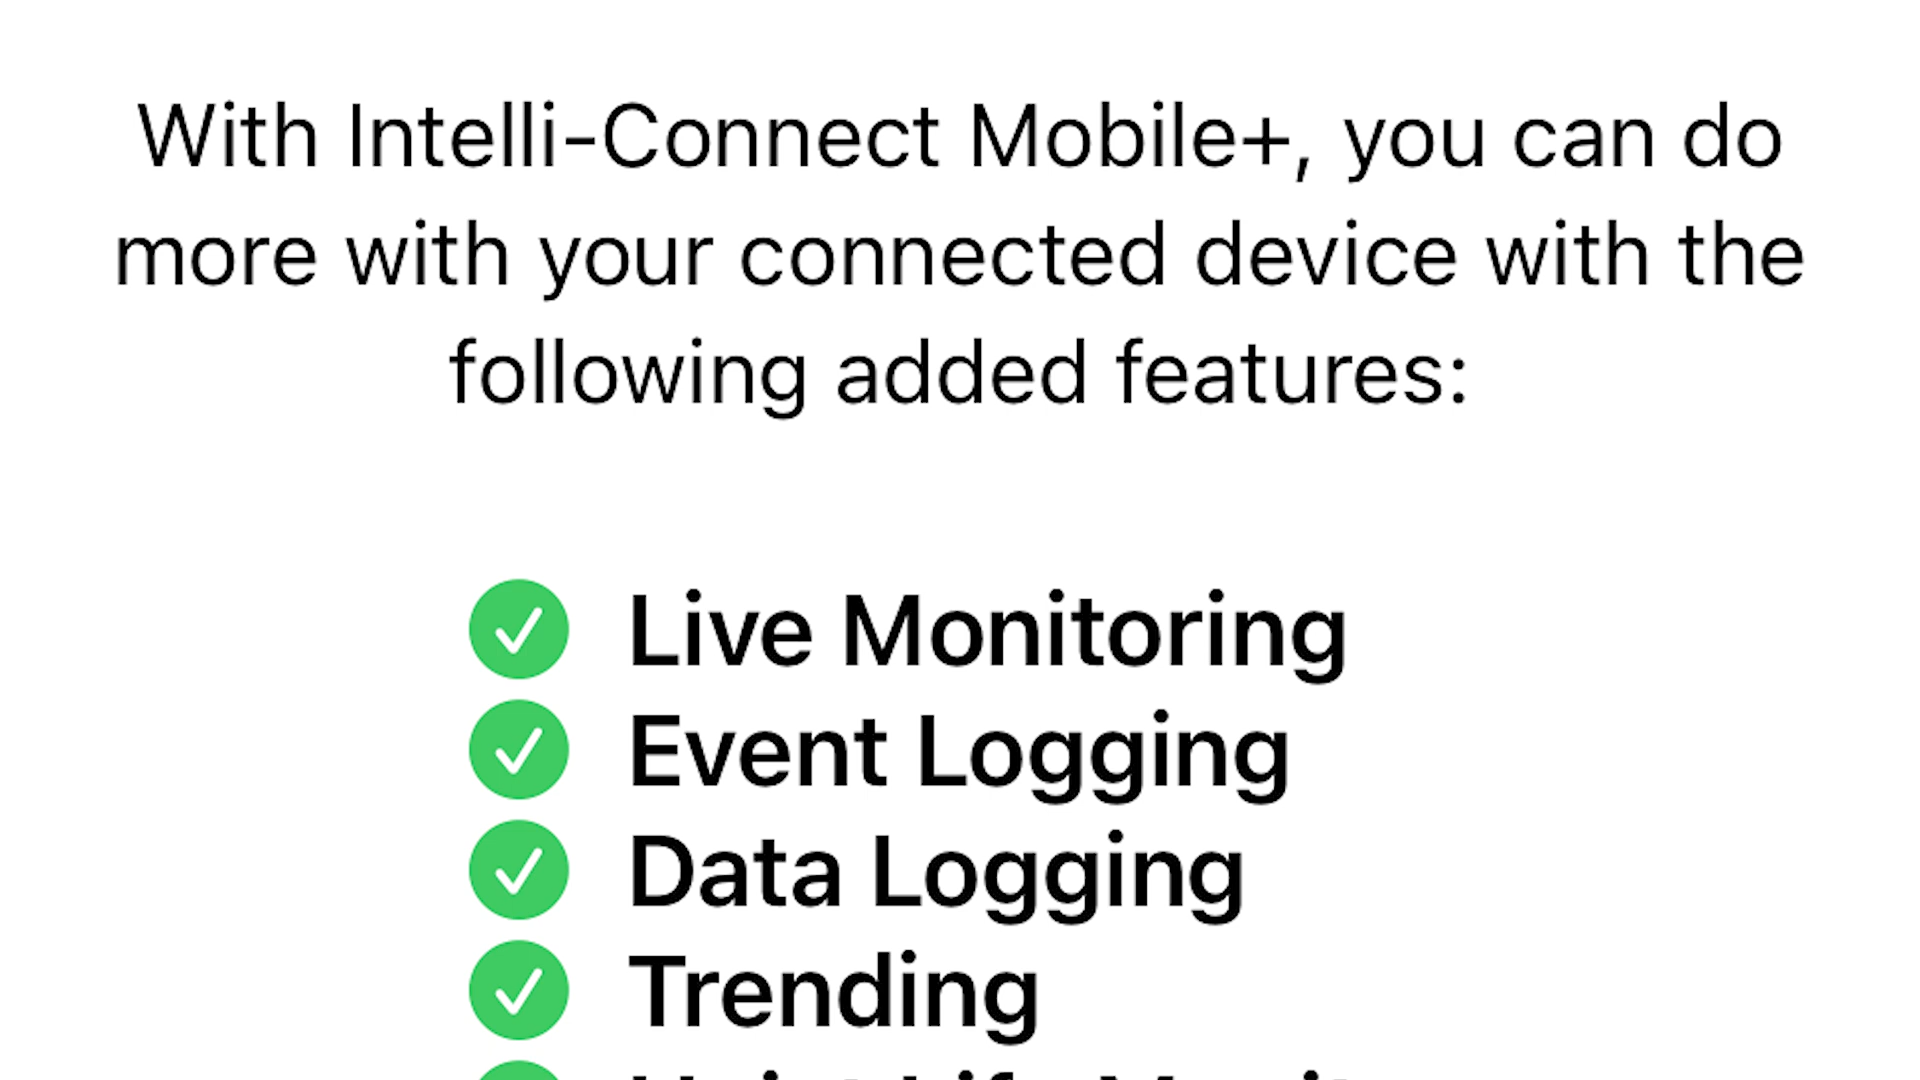 With Intelli-Connect Mobile+, you can do
more with your connected device with the
following added features:
Live Monitoring
Event Logging
Data Logging
Trending